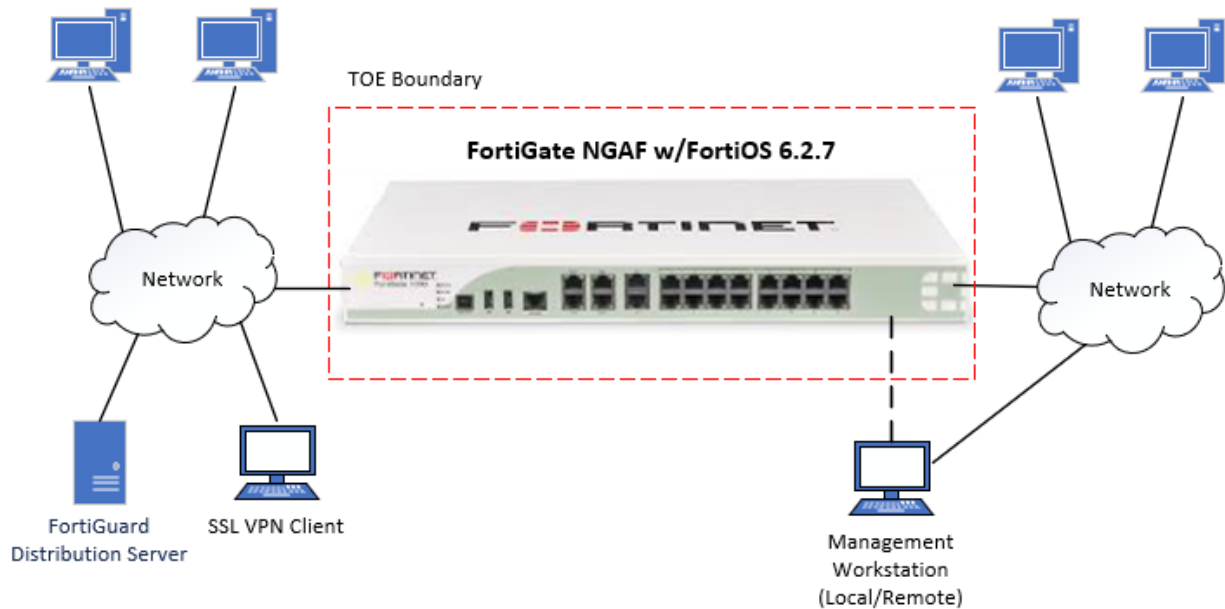 TOE Boundary
FortiGate NGAF w/FortiOS 6.2.7
FORTINET
FORTINET
Network
Network
FortiGuard
Distribution Server
SSL VPN Client
Management
Workstation
(Local/Remote)